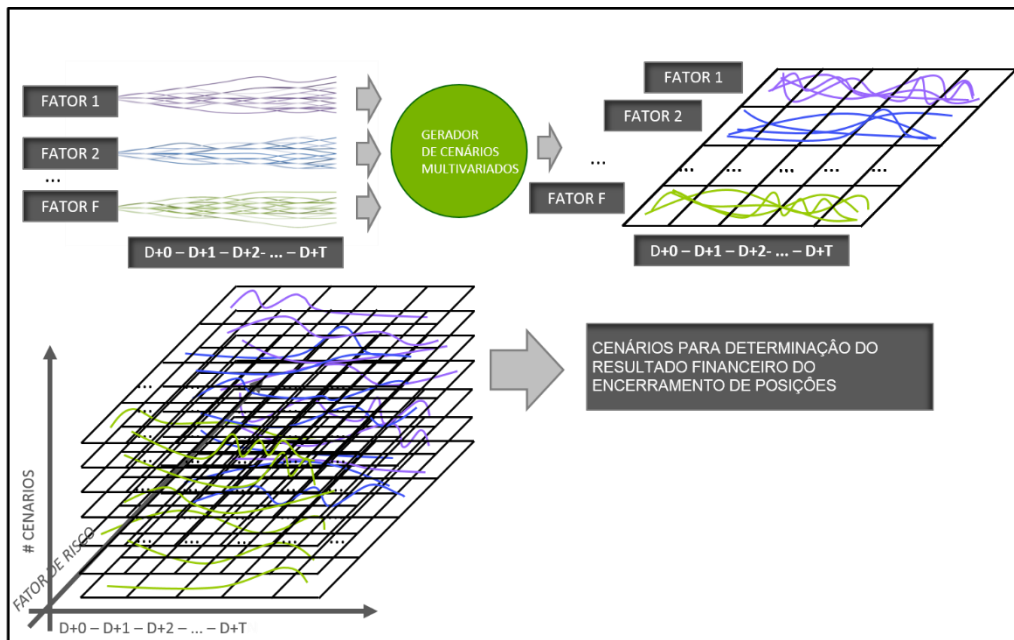 FATOR 1
FATOR 2
...
FATOR F
D+0 – D+1 – D+2- ... – D+T
GERADOR
DE CENÁRIOS
MULTIVARIADOS
FATOR 1
FATOR 2
...
FATOR F
... ... ... ... ...
D+0 – D+1 – D+2- ... – D+T
# CENARIOS
FATOR DE RISCO
D+0 – D+1 – D+2 – ... – D+T
CENÁRIOS PARA DETERMINAÇÃO DO
RESULTADO FINANCEIRO DO
ENCERRAMENTO DE POSIÇÕES